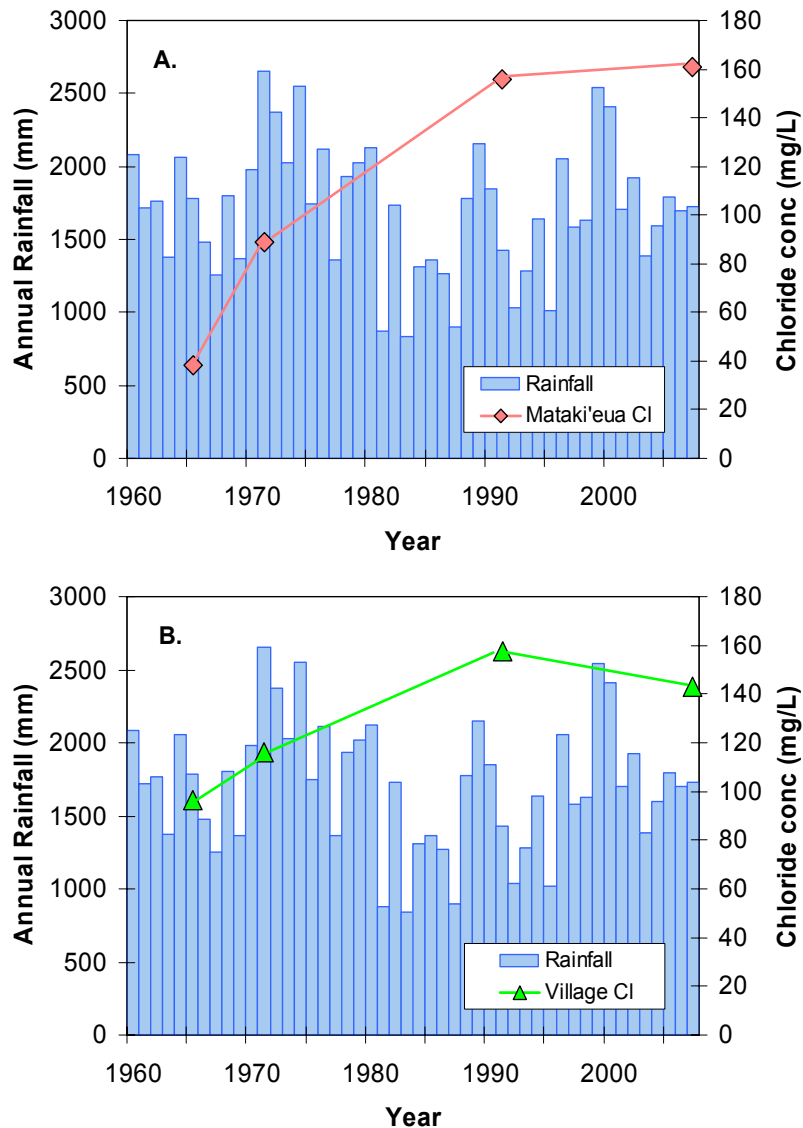 A.
Annual Rainfall (mm)
3000
2500
2000
1500
1000
500
0
180
160
140
120
100
80
60
40
20
0
Chloride conc (mg/L)
Rainfall
Mataki'eua Cl
1960 1970 1980 1990 2000
Year
B.
Annual Rainfall (mm)
3000
2500
2000
1500
1000
500
0
180
160
140
120
100
80
60
40
20
0
Chloride conc (mg/L)
Rainfall
Village Cl
1960 1970 1980 1990 2000
Year